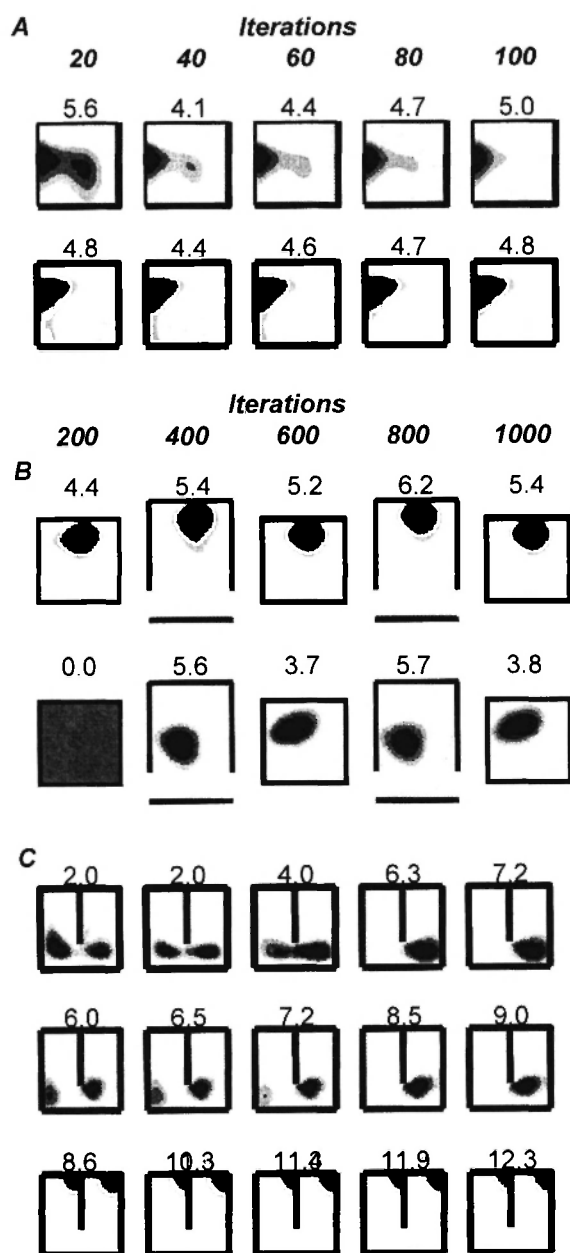 A Iterations
20 40 60 80 100
5.6 4.1 4.4 4.7 5.0
4.8 4.4 4.6 4.7 4.8
Iterations
200 400 600 800 1000
B
4.4 5.4 5.2 6.2 5.4
0.0 5.6 3.7 5.7 3.8
C
2.0 2.0 4.0 6.3 7.2
6.0 6.5 7.2 8.5 9.0
8.6 11.9 12.3